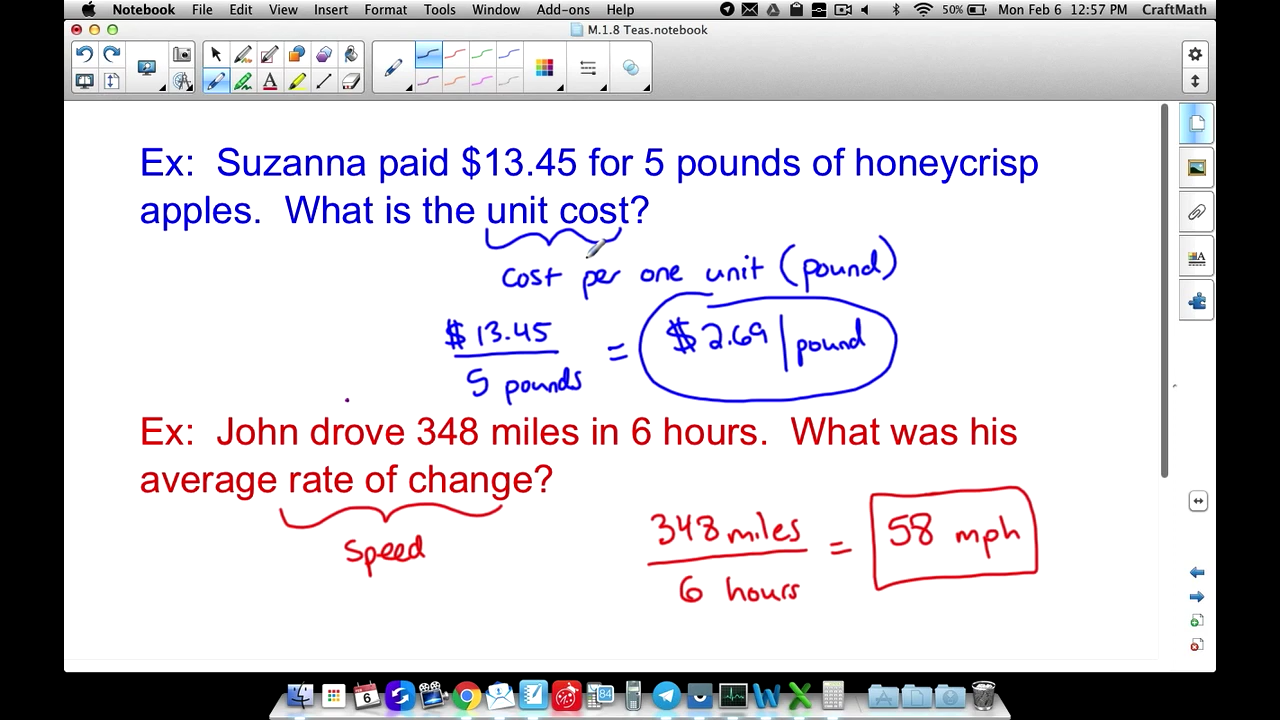 Notebook File Edit View Insert Format Tools Window Add-ons Help 50% Mon Feb 6 12:57 PM CraftMath
M.1.8 Teas.notebook
Ex: Suzanna paid $13.45 for 5 pounds of honeycrisp
apples. What is the unit cost?
cost per one unit (pound)
$13.45
5 pounds
= $2.69/pound
Ex: John drove 348 miles in 6 hours. What was his
average rate of change?
Speed
348 miles
6 hours
= 58 mph
6
84